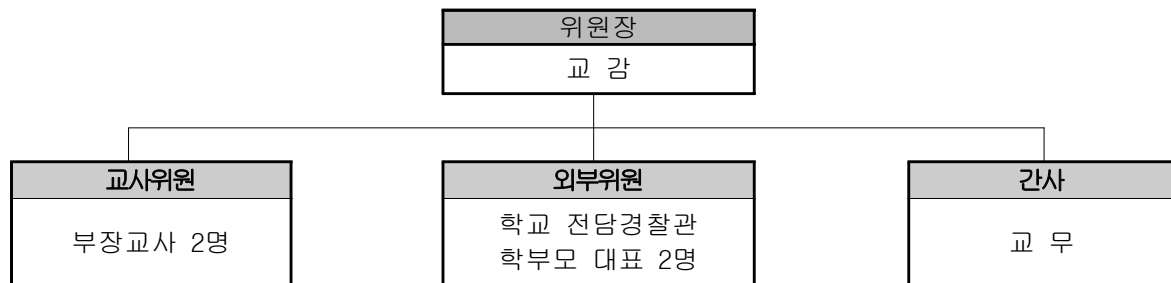 위원장
교 감
교사위원
부장교사 2명
외부위원
학교 전담경찰관
학부모 대표 2명
간사
교 무